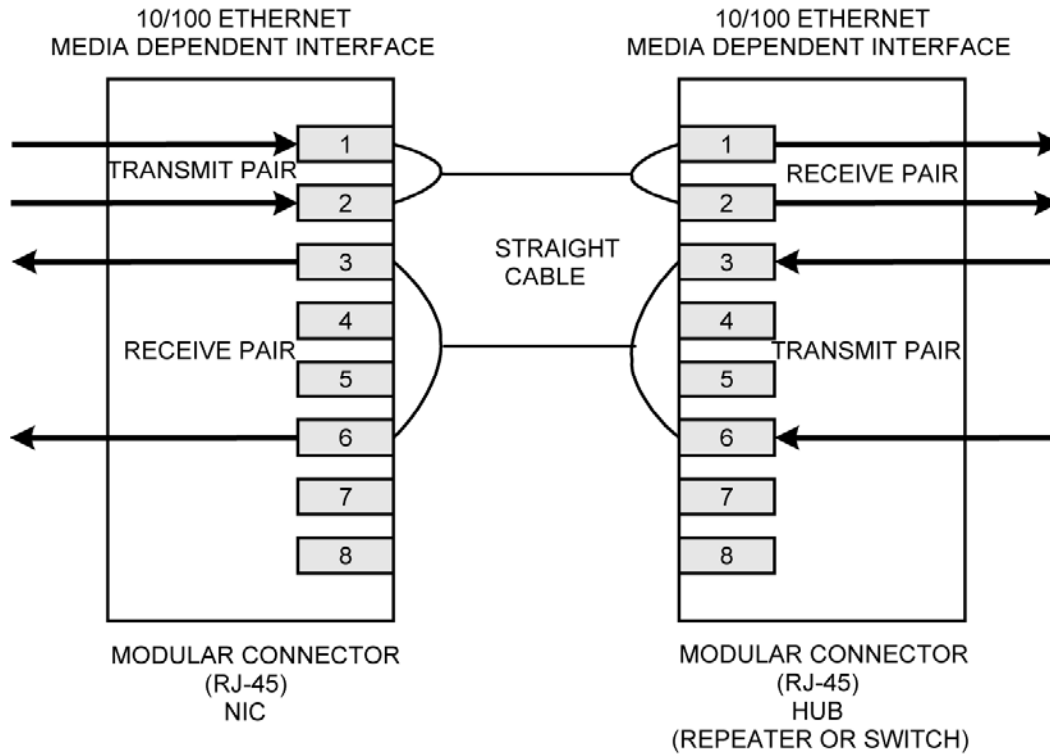 10/100 ETHERNET
MEDIA DEPENDENT INTERFACE
10/100 ETHERNET
MEDIA DEPENDENT INTERFACE
1
TRANSMIT PAIR
2
3
4
RECEIVE PAIR
5
6
7
8
STRAIGHT
CABLE
1
RECEIVE PAIR
2
3
4
TRANSMIT PAIR
5
6
7
8
MODULAR CONNECTOR
(RJ-45)
NIC
MODULAR CONNECTOR
(RJ-45)
HUB
(REPEATER OR SWITCH)